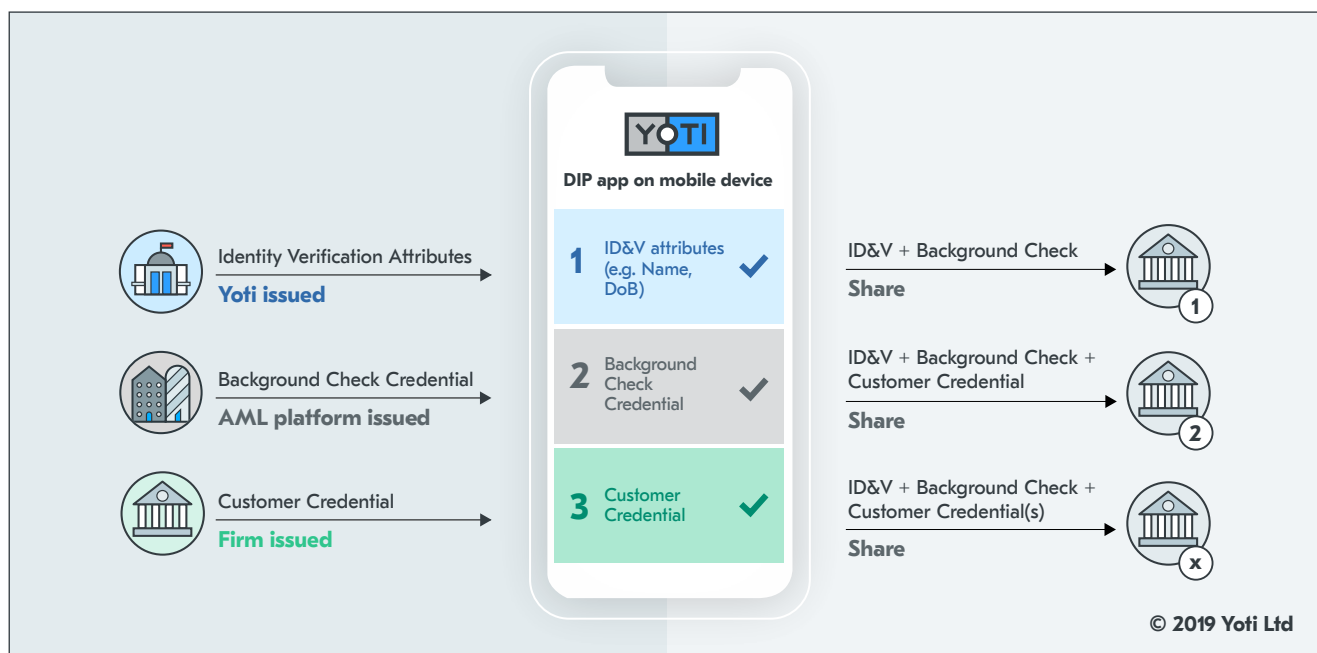 YOTI
DIP app on mobile device
Identity Verification Attributes
Yoti issued
Background Check Credential
AML platform issued
Customer Credential
Firm issued
1
ID&V attributes
(e.g. Name,
DoB)
2
Background
Check
Credential
3
Customer
Credential
ID&V + Background Check
Share
1
ID&V + Background Check +
Customer Credential
Share
2
ID&V + Background Check +
Customer Credential(s)
Share
x
© 2019 Yoti Ltd